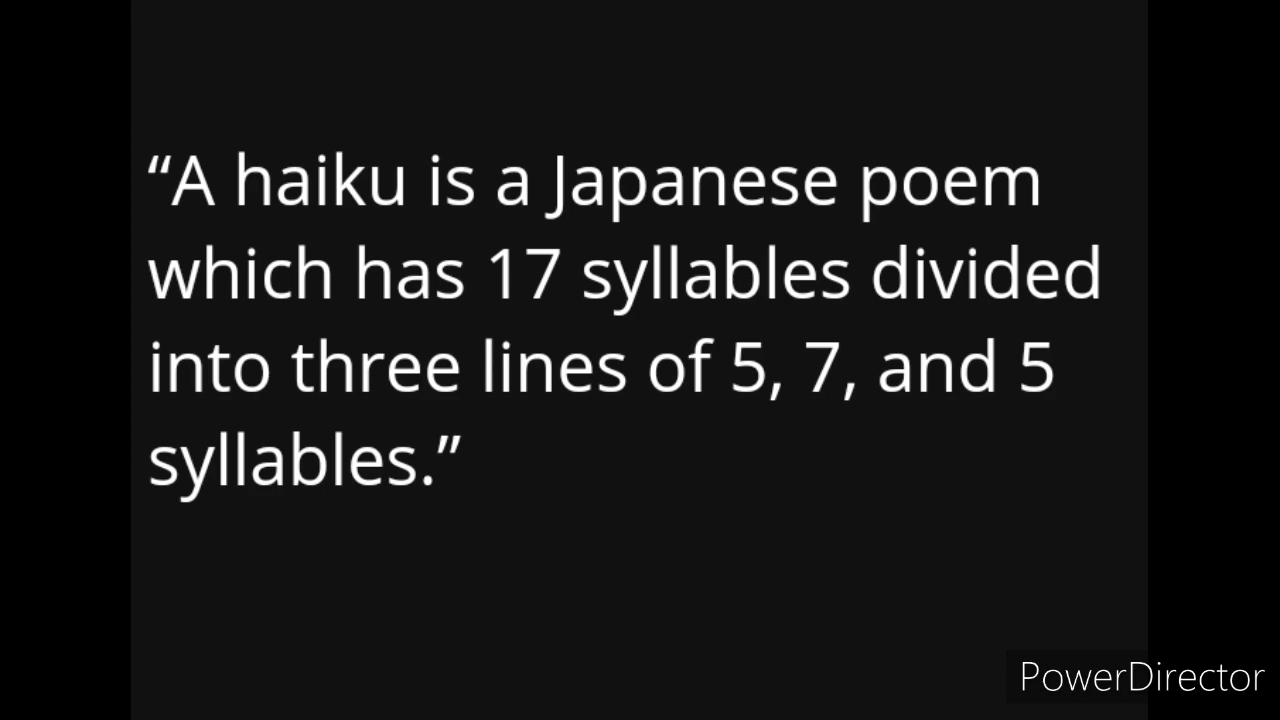 “A haiku is a Japanese poem
which has 17 syllables divided
into three lines of 5, 7, and 5
syllables.”
PowerDirector